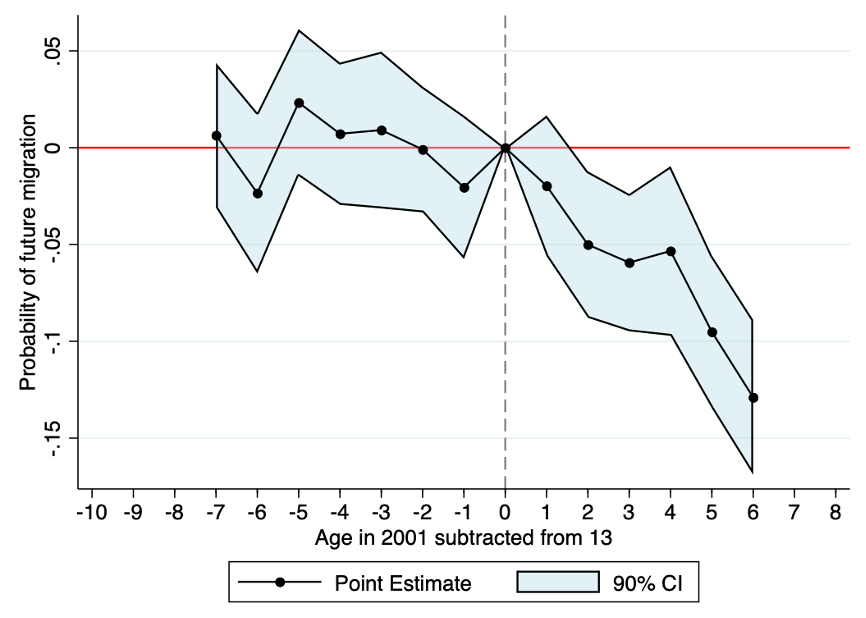 Probability of future migration
.05
0
-.05
-.1
-.15
-10 -9 -8 -7 -6 -5 -4 -3 -2 -1 0 1 2 3 4 5 6 7 8
Age in 2001 subtracted from 13
Point Estimate 90% CI